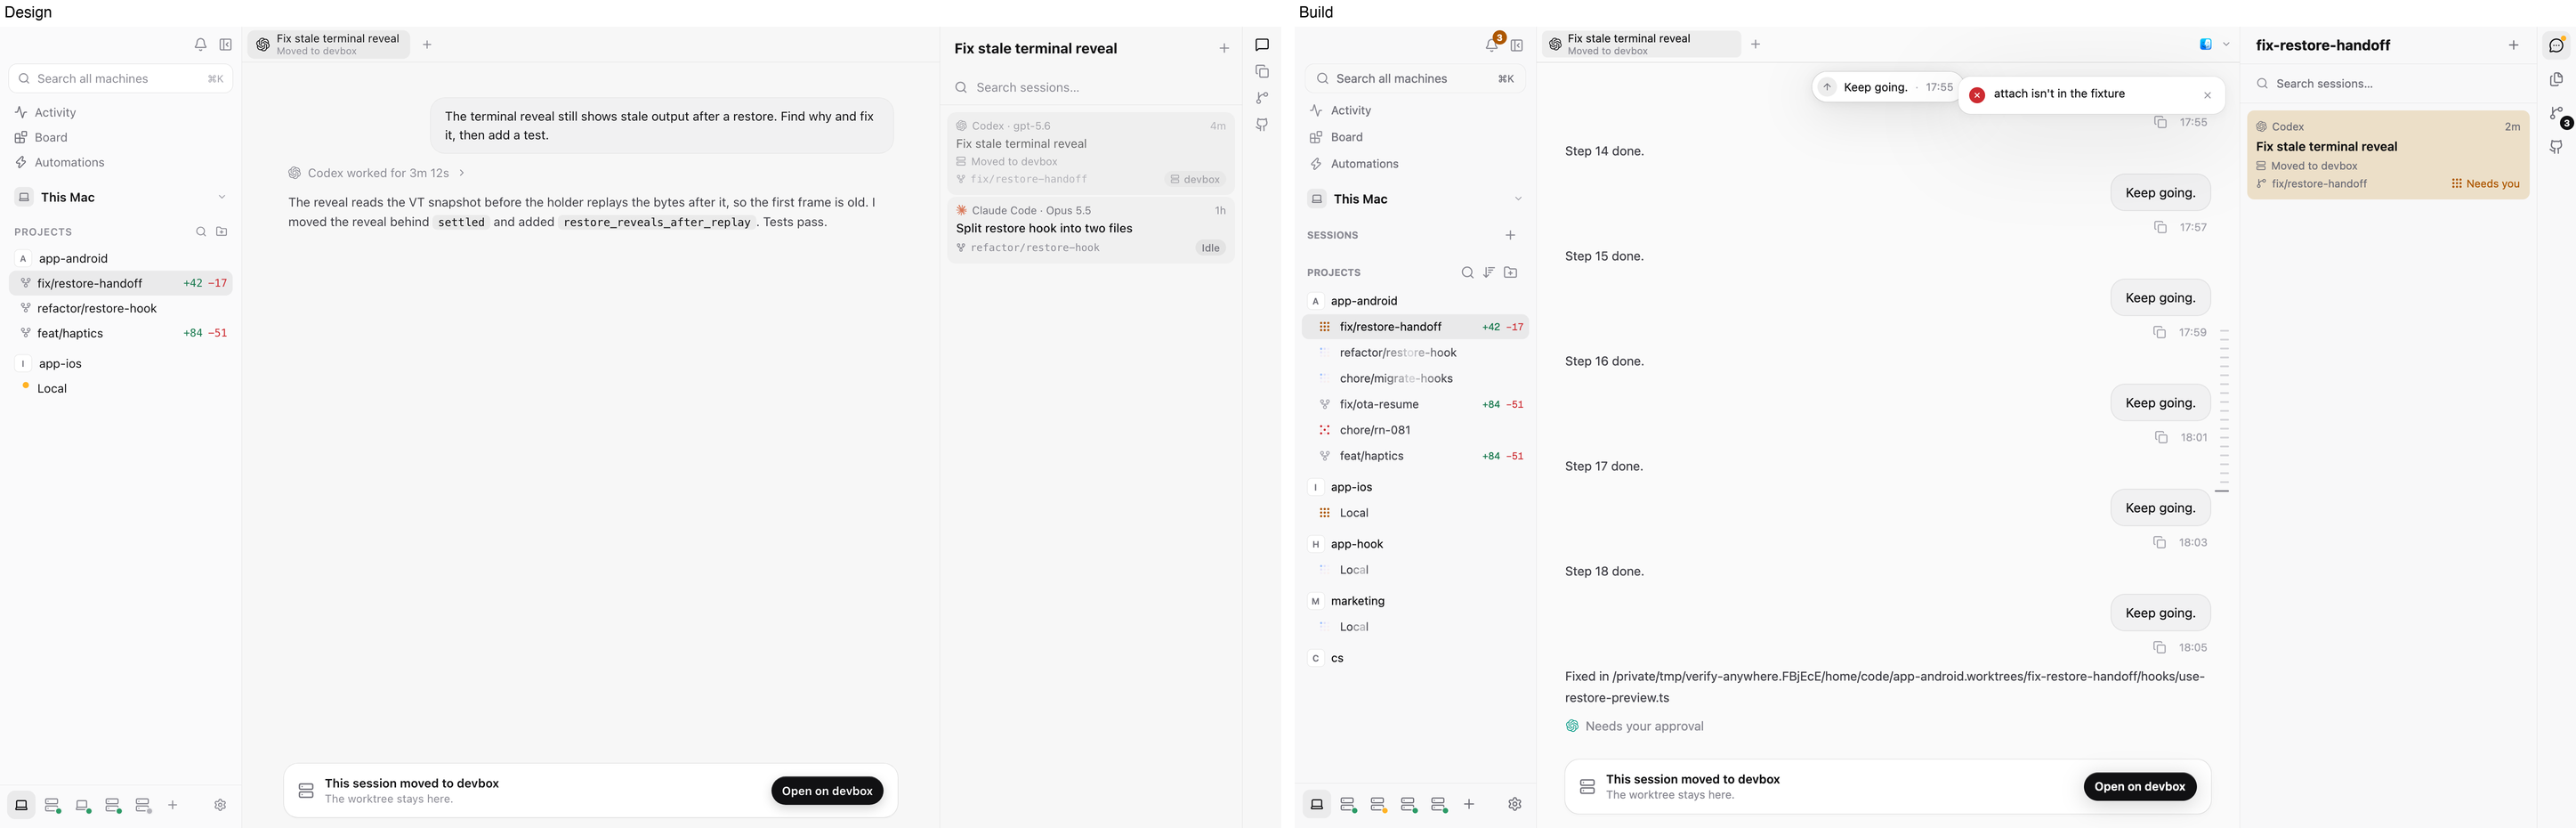 Design
Search all machines ⌘K
Activity
Board
Automations
This Mac
PROJECTS
A app-android
fix/restore-handoff +42 −17
refactor/restore-hook
feat/haptics +84 −51
I app-ios
Local
Fix stale terminal reveal
Moved to devbox
The terminal reveal still shows stale output after a restore. Find why and fix
it, then add a test.
Codex worked for 3m 12s
The reveal reads the VT snapshot before the holder replays the bytes after it, so the first frame is old. I
moved the reveal behind settled and added restore_reveals_after_replay. Tests pass.
This session moved to devbox
The worktree stays here.
Open on devbox
Fix stale terminal reveal
Search sessions...
Codex · gpt-5.6 4m
Fix stale terminal reveal
Moved to devbox
fix/restore-handoff devbox
Claude Code · Opus 5.5 1h
Split restore hook into two files
refactor/restore-hook Idle
Build
3
Search all machines ⌘K
Activity
Board
Automations
This Mac
SESSIONS
PROJECTS
A app-android
fix/restore-handoff +42 −17
refactor/restore-hook
chore/migrate-hooks
fix/ota-resume +84 −51
chore/rn-081
feat/haptics +84 −51
I app-ios
Local
H app-hook
Local
M marketing
Local
C cs
Fix stale terminal reveal
Moved to devbox
Keep going. · 17:55
attach isn't in the fixture
17:55
Step 14 done.
Keep going.
17:57
Step 15 done.
Keep going.
17:59
Step 16 done.
Keep going.
18:01
Step 17 done.
Keep going.
18:03
Step 18 done.
Keep going.
18:05
Fixed in /private/tmp/verify-anywhere.FBjEcE/home/code/app-android.worktrees/fix-restore-handoff/hooks/use-
restore-preview.ts
Needs your approval
This session moved to devbox
The worktree stays here.
Open on devbox
fix-restore-handoff
Search sessions...
Codex 2m
Fix stale terminal reveal
Moved to devbox
fix/restore-handoff Needs you
3